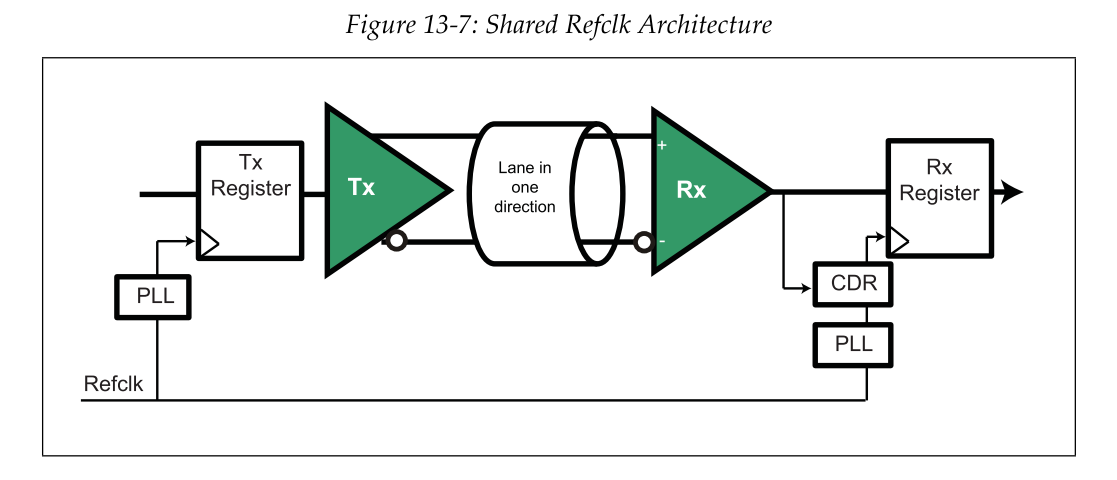 Figure 13-7: Shared Refclk Architecture
Tx
Register
Tx
Lane in
one
direction
+
-
Rx
Rx
Register
PLL
CDR
PLL
Refclk